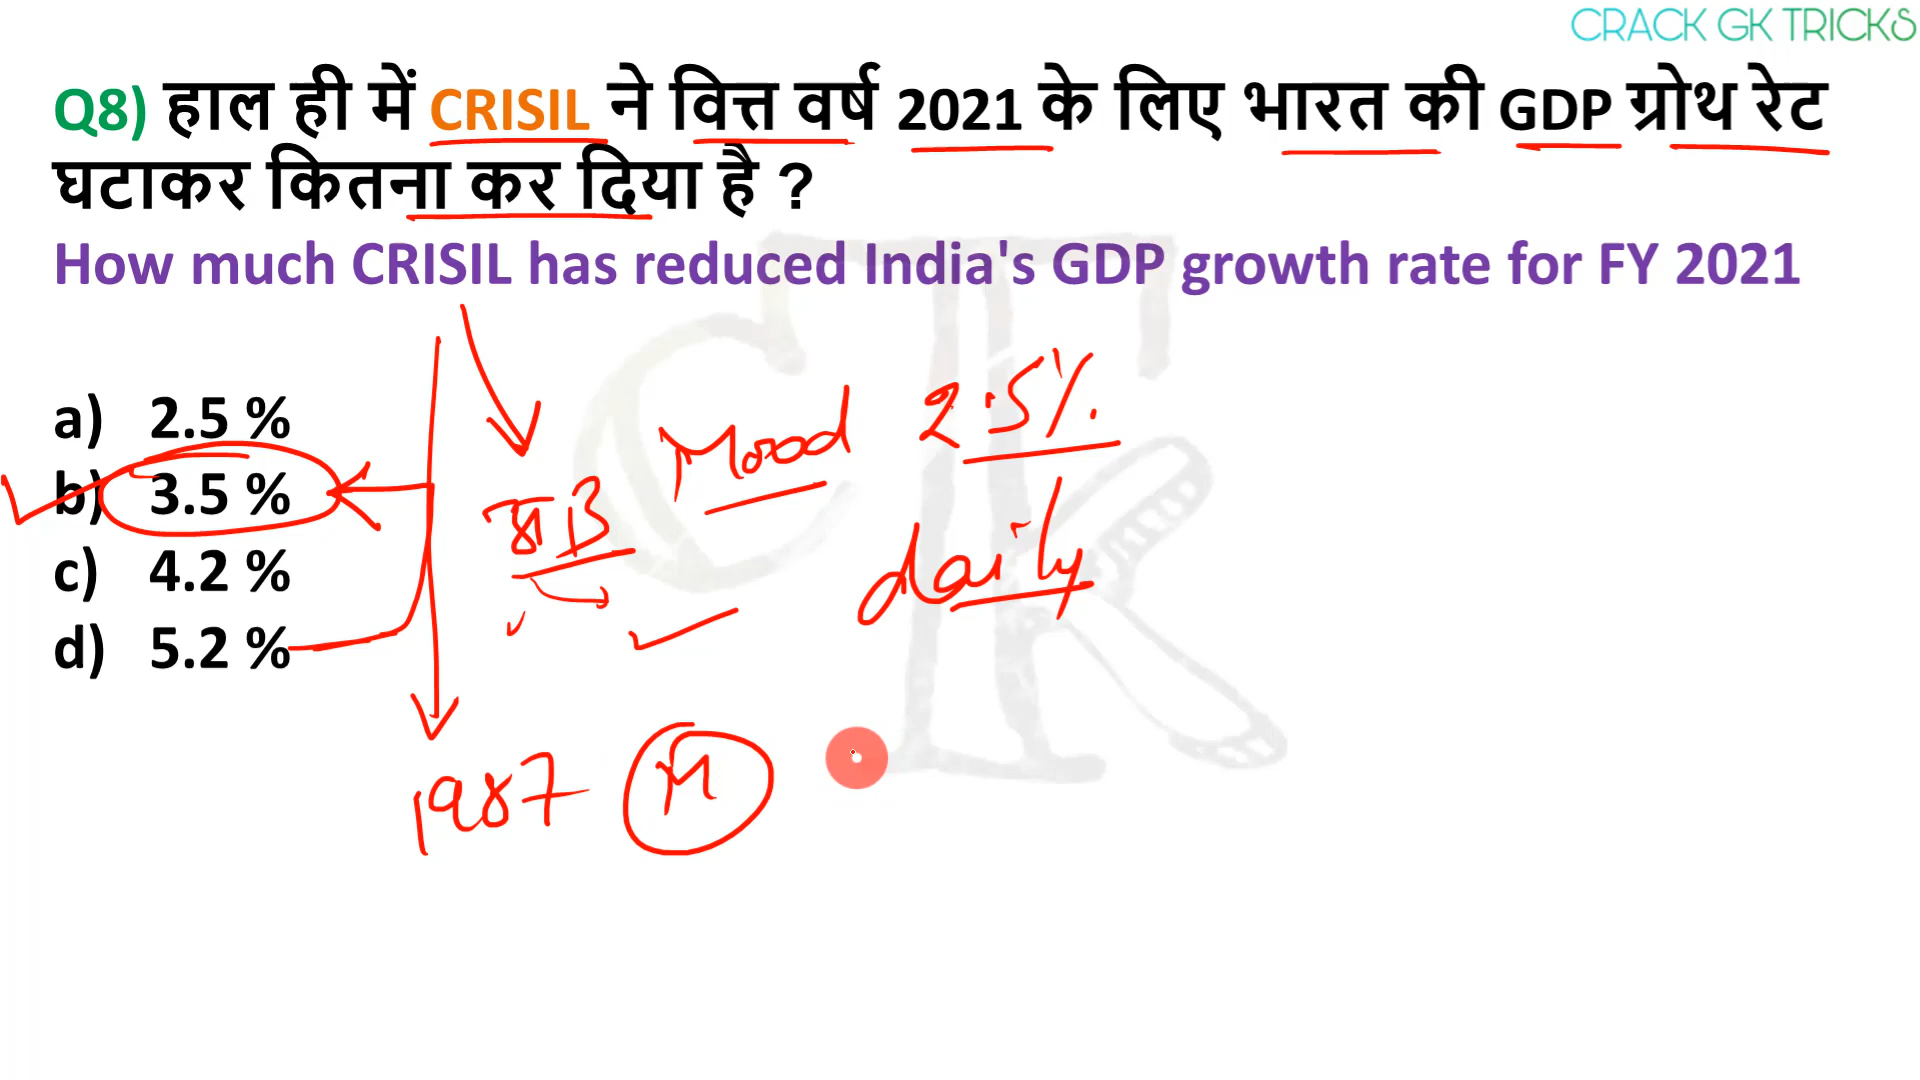 CRACK GK TRICKS
Q8) हाल ही में CRISIL ने वित्त वर्ष 2021 के लिए भारत की GDP ग्रोथ रेट
घटाकर कितना कर दिया है ?
How much CRISIL has reduced India's GDP growth rate for FY 2021
a) 2.5 %
b) 3.5 %
c) 4.2 %
d) 5.2 %
Mood 2.5%.
daily
1987 M